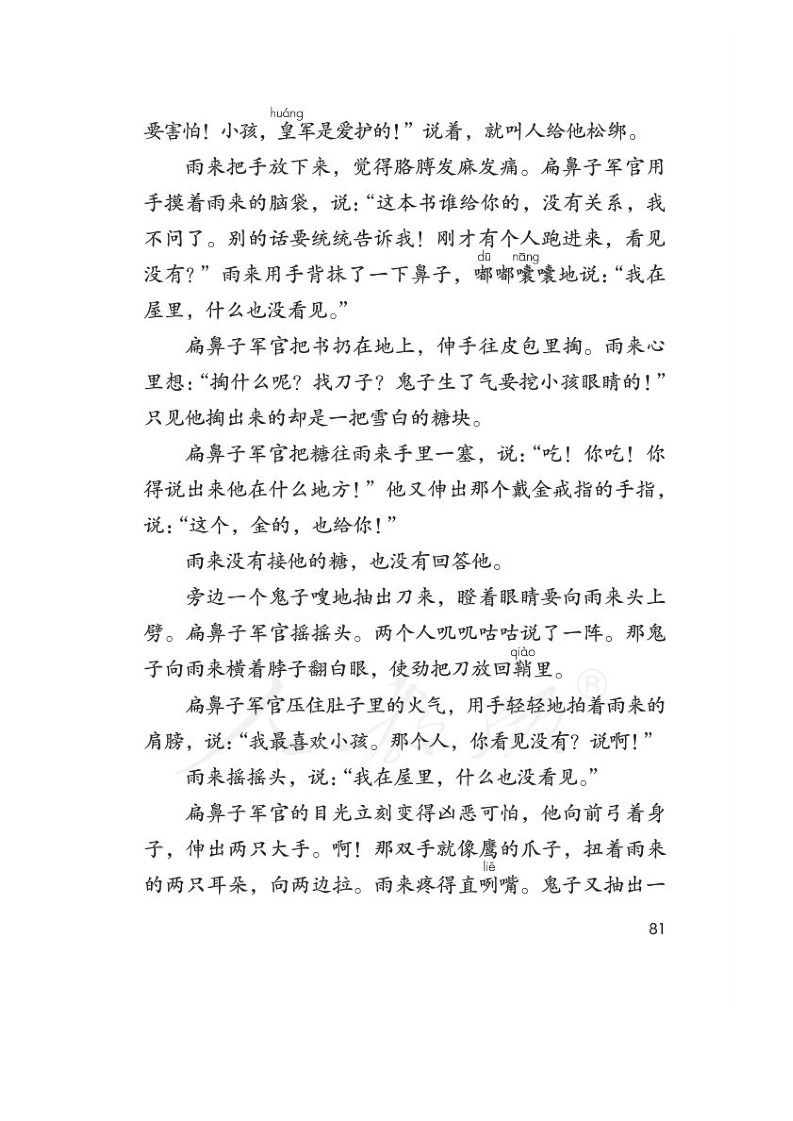 huáng
要害怕！小孩，皇军是爱护的！”说着，就叫人给他松绑。
雨来把手放下来，觉得胳膊发麻发痛。扁鼻子军官用
手摸着雨来的脑袋，说：“这本书谁给你的，没有关系，我
不问了。别的话要统统告诉我！刚才有个人跑进来，看见
dū nāng
没有？”雨来用手背抹了一下鼻子，嘟嘟囔囔地说：“我在
屋里，什么也没看见。”
扁鼻子军官把书扔在地上，伸手往皮包里掏。雨来心
里想：“掏什么呢？找刀子？鬼子生了气要挖小孩眼睛的！”
只见他掏出来的却是一把雪白的糖块。
扁鼻子军官把糖往雨来手里一塞，说：“吃！你吃！你
得说出来他在什么地方！”他又伸出那个戴金戒指的手指，
说：“这个，金的，也给你！”
雨来没有接他的糖，也没有回答他。
旁边一个鬼子嗖地抽出刀来，瞪着眼睛要向雨来头上
劈。扁鼻子军官摇摇头。两个人叽叽咕咕说了一阵。那鬼
qiào
子向雨来横着脖子翻白眼，使劲把刀放回鞘里。
扁鼻子军官压住肚子里的火气，用手轻轻地拍着雨来的
肩膀，说：“我最喜欢小孩。那个人，你看见没有？说啊！”
雨来摇摇头，说：“我在屋里，什么也没看见。”
扁鼻子军官的目光立刻变得凶恶可怕，他向前弓着身
子，伸出两只大手。啊！那双手就像鹰的爪子，扭着雨来
liě
的两只耳朵，向两边拉。雨来疼得直咧嘴。鬼子又抽出一
81